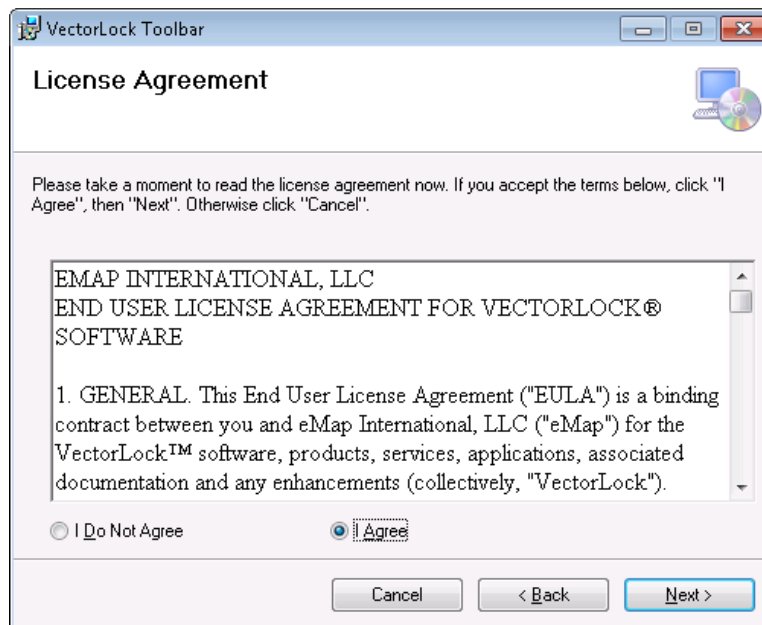 VectorLock Toolbar
License Agreement
Please take a moment to read the license agreement now. If you accept the terms below, click "I
Agree", then "Next". Otherwise click "Cancel".
EMAP INTERNATIONAL, LLC
END USER LICENSE AGREEMENT FOR VECTORLOCK®
SOFTWARE
1. GENERAL. This End User License Agreement ("EULA") is a binding
contract between you and eMap International, LLC ("eMap") for the
VectorLock™ software, products, services, applications, associated
documentation and any enhancements (collectively, "VectorLock").
I Do Not Agree
I Agree
Cancel
< Back
Next >